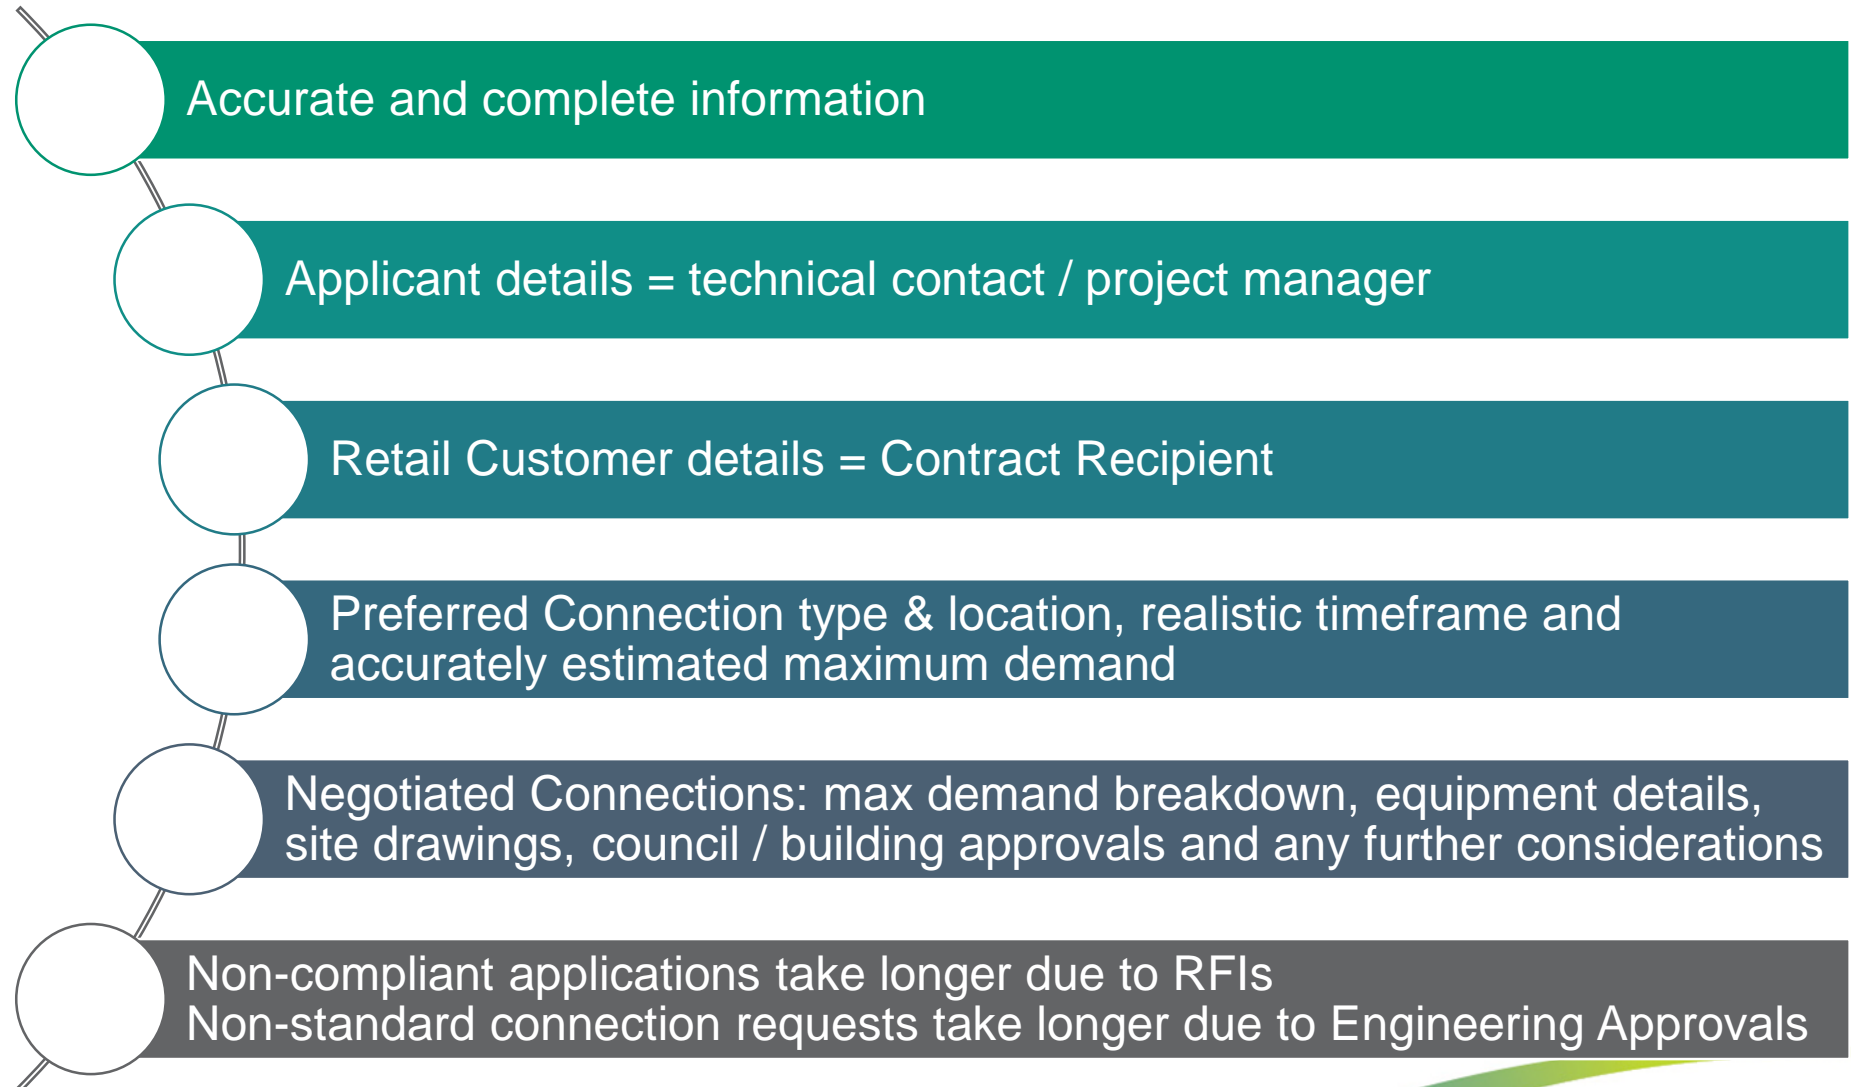 Accurate and complete information
Applicant details = technical contact / project manager
Retail Customer details = Contract Recipient
Preferred Connection type & location, realistic timeframe and
accurately estimated maximum demand
Negotiated Connections: max demand breakdown, equipment details,
site drawings, council / building approvals and any further considerations
Non-compliant applications take longer due to RFIs
Non-standard connection requests take longer due to Engineering Approvals